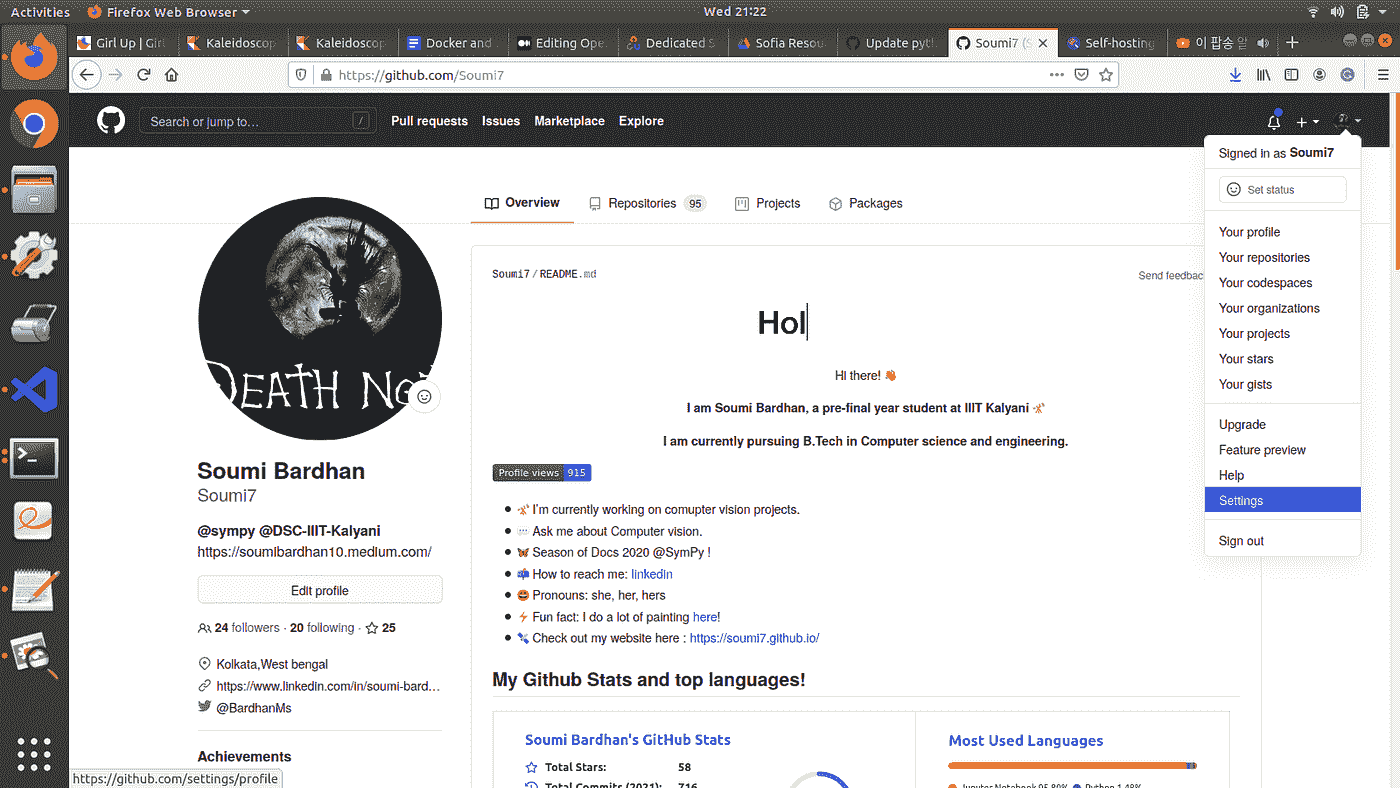 Activities Firefox Web Browser Wed 21:22
Girl Up | Gir Kaleidoscop Kaleidoscop Docker and Editing Ope Dedicated S Sofia Resou Update pyt! Soumi7 (S Self-hosting 이 팝송 알
https://github.com/Soumi7
Search or jump to... / Pull requests Issues Marketplace Explore
Signed in as Soumi7
Set status
Your profile
Your repositories
Your codespaces
Your organizations
Your projects
Your stars
Your gists
Upgrade
Feature preview
Help
Settings
Sign out
Overview Repositories 95 Projects Packages
DEATH NOT
Soumi Bardhan
Soumi7
@sympy @DSC-IIIT-Kalyani
https://soumibardhan10.medium.com/
Edit profile
24 followers · 20 following · 25
Kolkata,West bengal
https://www.linkedin.com/in/soumi-bard...
@BardhanMs
Achievements
Soumi7 / README.md Send feedbac
Hol
HI there!
I am Soumi Bardhan, a pre-final year student at IIIT Kalyani
I am currently pursuing B.Tech in Computer science and engineering.
Profile views 915
I'm currently working on comupter vision projects.
Ask me about Computer vision.
Season of Docs 2020 @SymPy !
How to reach me: linkedin
Pronouns: she, her, hers
Fun fact: I do a lot of painting here!
Check out my website here : https://soumi7.github.io/
My Github Stats and top languages!
Soumi Bardhan's GitHub Stats
Total Stars: 58
Total Commits (2021): 716
Most Used Languages
Jupyter Notebook 95.80% Python 1.48%
https://github.com/settings/profile